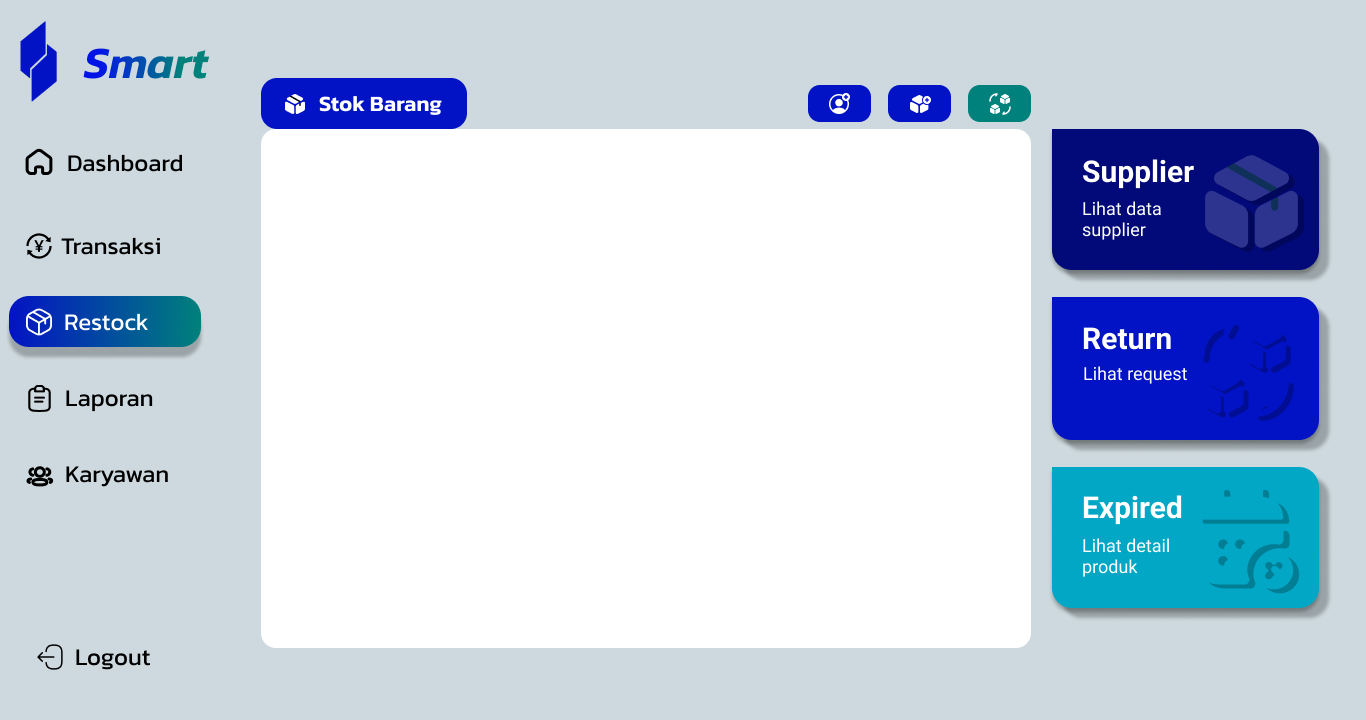 Smart
Dashboard
Transaksi
Restock
Laporan
Karyawan
Logout
Stok Barang
Supplier
Lihat data
supplier
Return
Lihat request
Expired
Lihat detail
produk